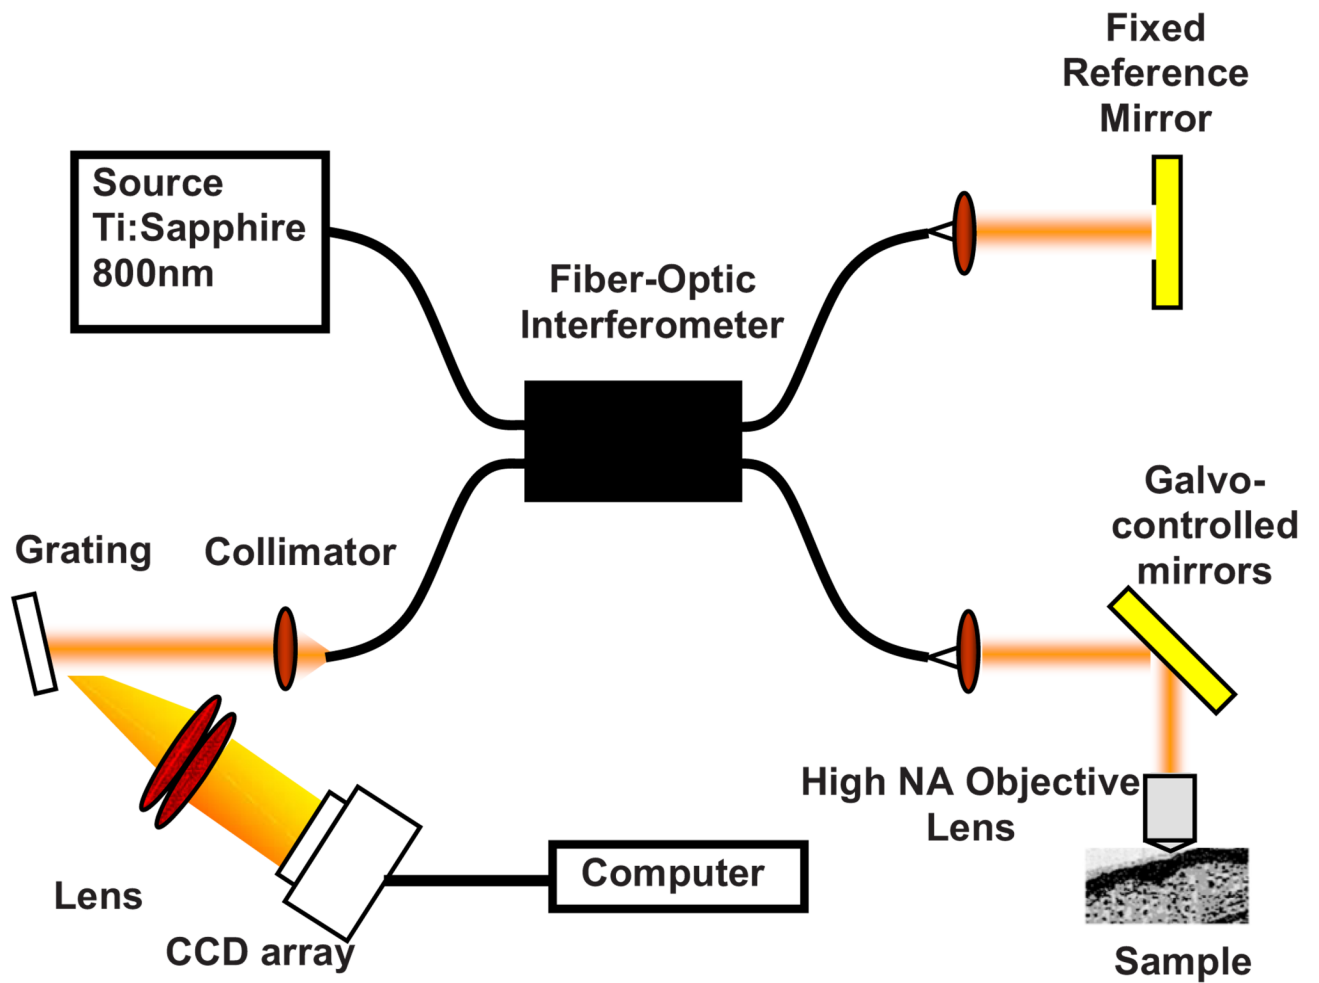 Fixed
Reference
Mirror
Source
Ti:Sapphire
800nm
Fiber-Optic
Interferometer
Galvo-
controlled
mirrors
Grating
Collimator
High NA Objective
Lens
Computer
Lens
CCD array
Sample